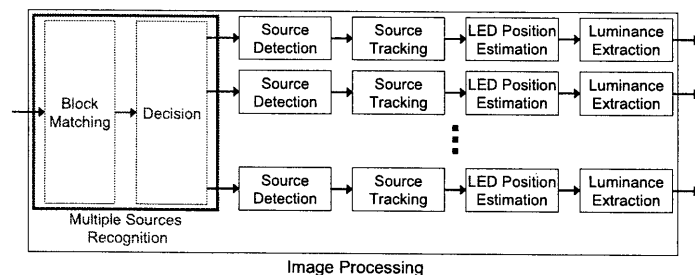 Block
Matching
Decision
Source
Detection
Source
Tracking
LED Position
Estimation
Luminance
Extraction
Source
Detection
Source
Tracking
LED Position
Estimation
Luminance
Extraction
Source
Detection
Source
Tracking
LED Position
Estimation
Luminance
Extraction
Multiple Sources
Recognition
Image Processing